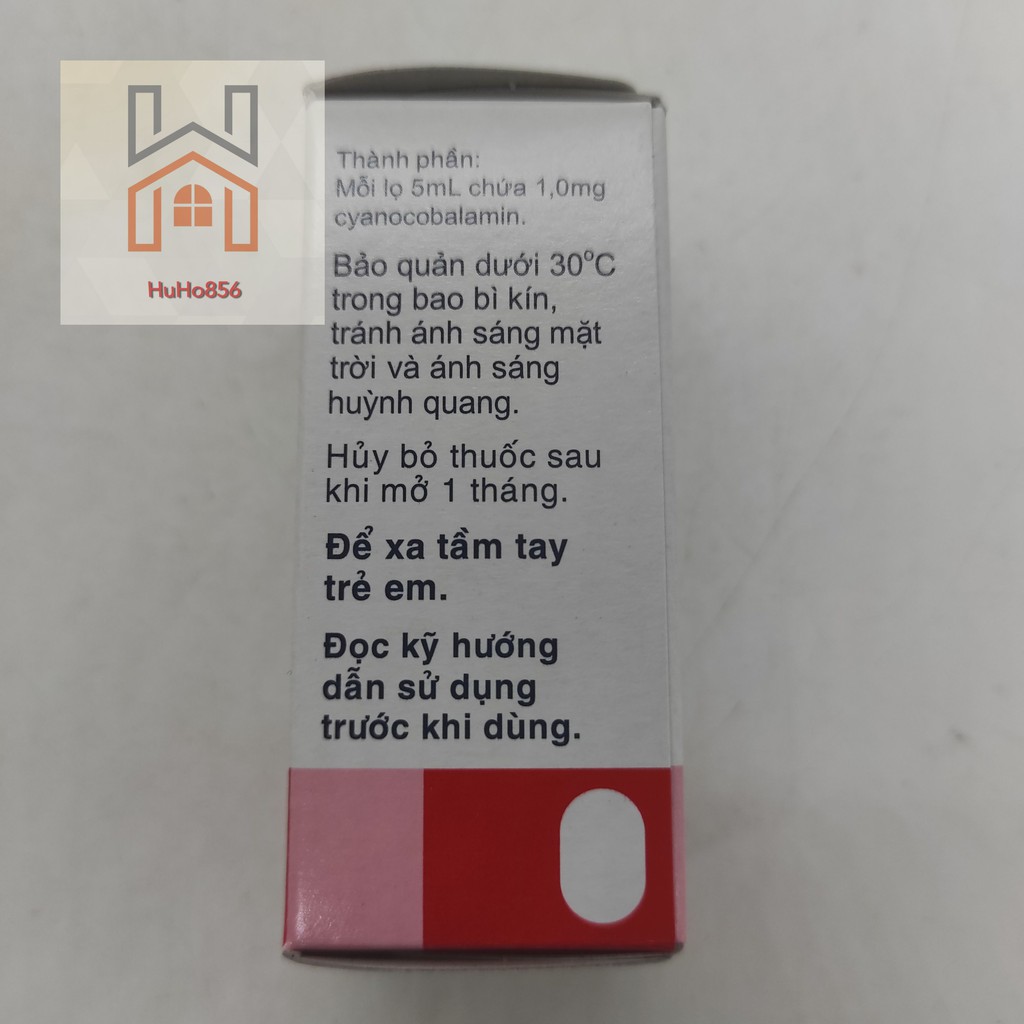 HuHo856
Thành phần:
Mỗi lọ 5mL chứa 1,0mg
cyanocobalamin.
Bảo quản dưới 30°C
trong bao bì kín,
tránh ánh sáng mặt
trời và ánh sáng
huỳnh quang.
Hủy bỏ thuốc sau
khi mở 1 tháng.
Để xa tầm tay
trẻ em.
Đọc kỹ hướng
dẫn sử dụng
trước khi dùng.